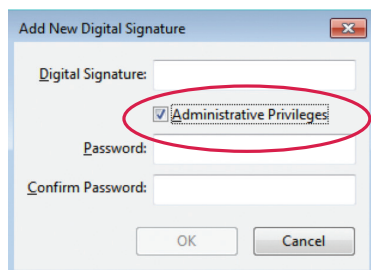 Add New Digital Signature
Digital Signature:
Administrative Privileges
Password:
Confirm Password:
OK Cancel